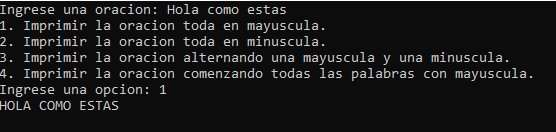 Ingrese una oracion: Hola como estas
1. Imprimir la oracion toda en mayuscula.
2. Imprimir la oracion toda en minuscula.
3. Imprimir la oracion alternando una mayuscula y una minuscula.
4. Imprimir la oracion comenzando todas las palabras con mayuscula.
Ingrese una opcion: 1
HOLA COMO ESTAS